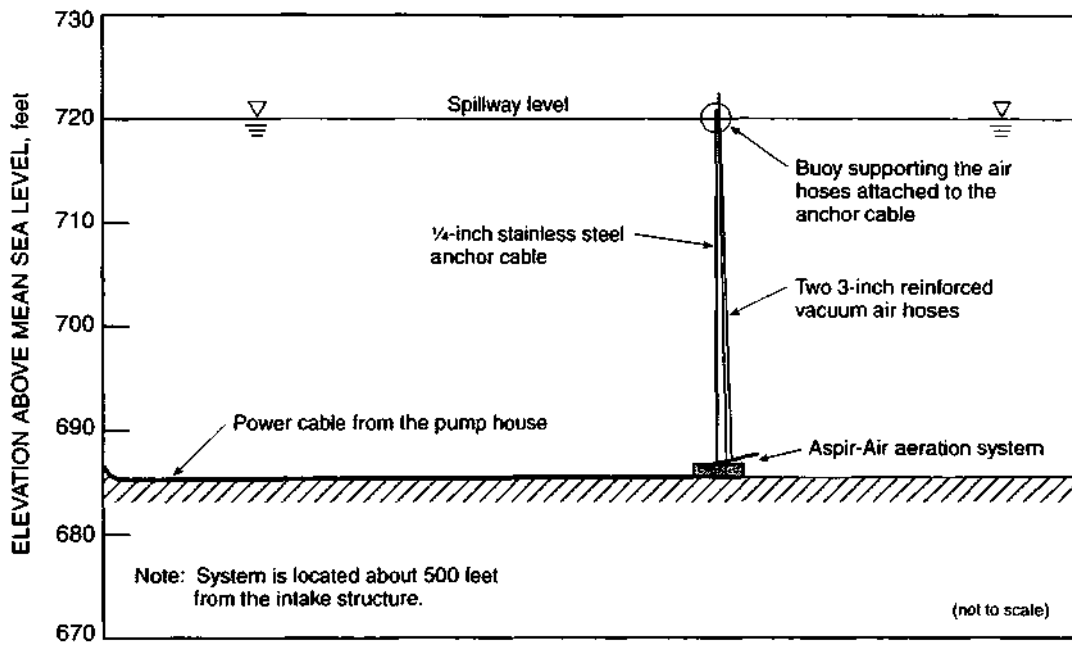 ELEVATION ABOVE MEAN SEA LEVEL, feet
730
720
710
700
690
680
670
Spillway level
Buoy supporting the air
hoses attached to the
anchor cable
¼-inch stainless steel
anchor cable
Two 3-inch reinforced
vacuum air hoses
Power cable from the pump house
Aspir-Air aeration system
Note: System is located about 500 feet
from the intake structure.
(not to scale)